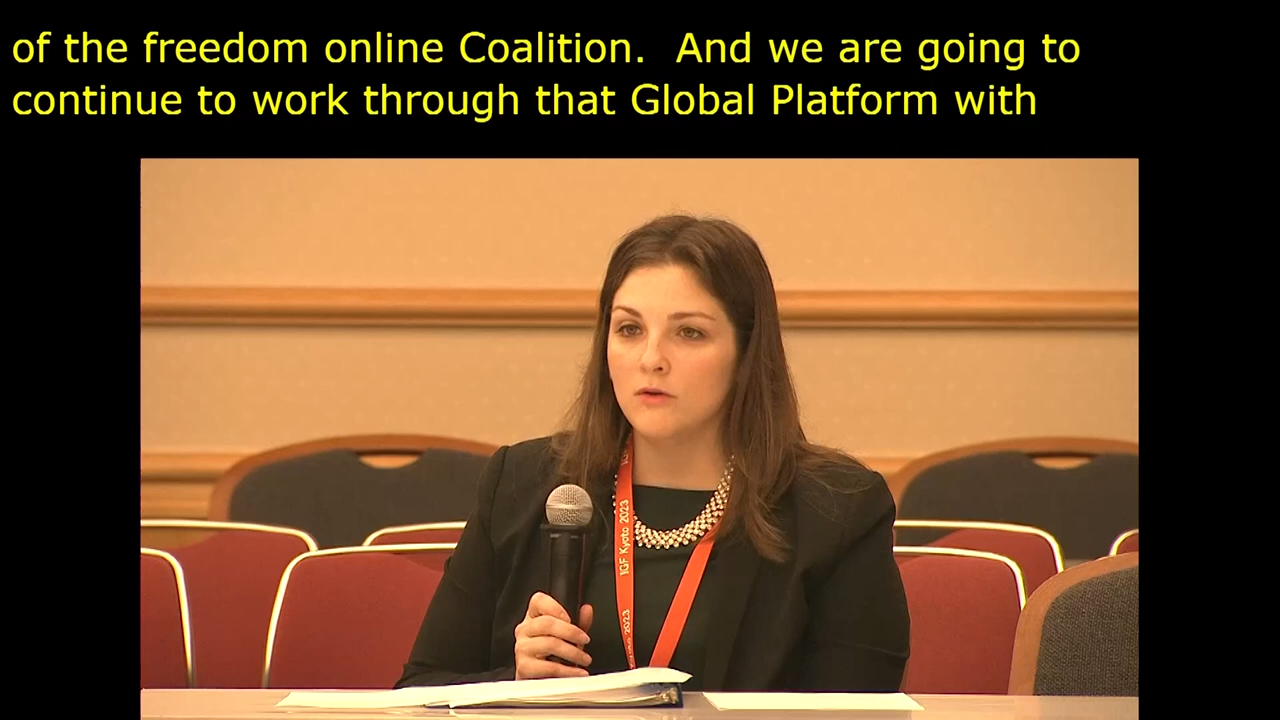 of the freedom online Coalition.  And we are going to
continue to work through that Global Platform with
IGF Kyoto 2023